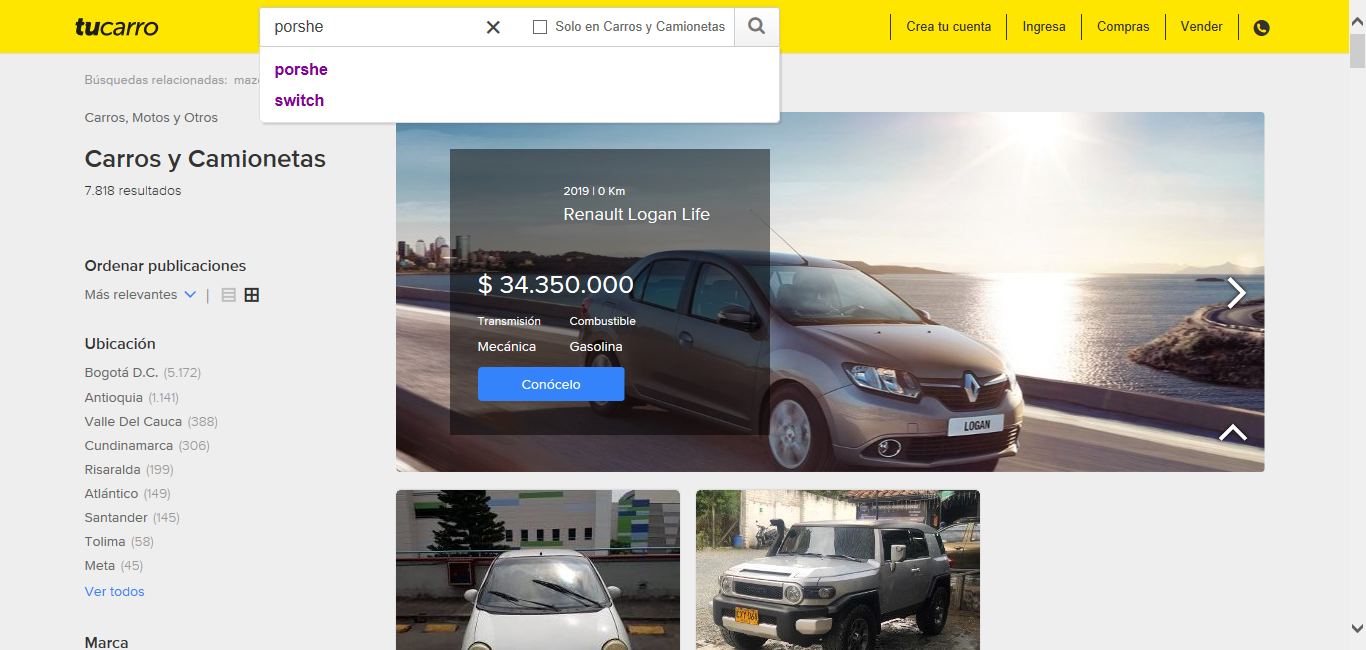 tucarro
porshe
Solo en Carros y Camionetas
Crea tu cuenta
Ingresa
Compras
Vender
porshe
switch
Búsquedas relacionadas:
Carros, Motos y Otros
Carros y Camionetas
7.818 resultados
Ordenar publicaciones
Más relevantes
Ubicación
Bogotá D.C. (5.172)
Antioquia (1.141)
Valle Del Cauca (388)
Cundinamarca (306)
Risaralda (199)
Atlántico (149)
Santander (145)
Tolima (58)
Meta (45)
Ver todos
Marca
2019 | 0 Km
Renault Logan Life
$ 34.350.000
Transmisión Combustible
Mecánica Gasolina
Conócelo
LOGAN